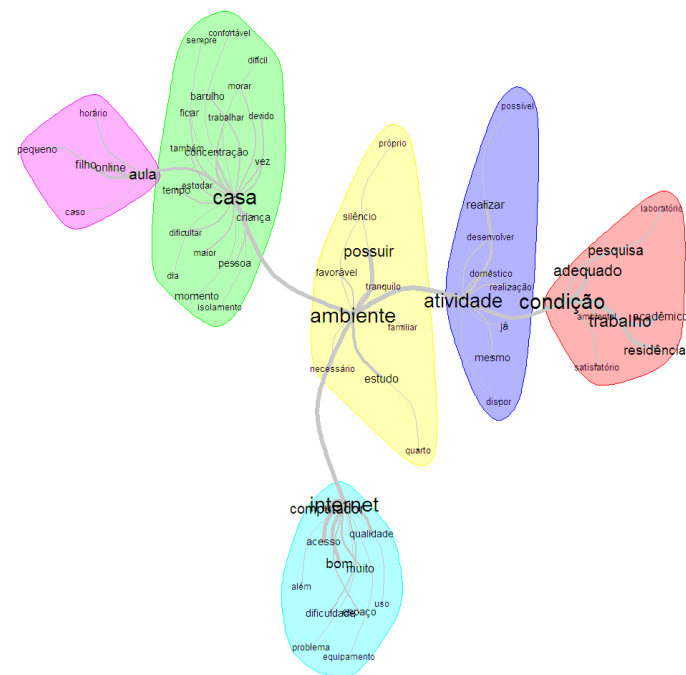 horário
pequeno
filho
online
aula
caso
sempre
confortável
difícil
morar
barulho
ficar
trabalhar
devido
também
concentração
vez
tempo
estodar
casa
criança
dificultar
maior
pessoa
dia
momento
isolamento
próprio
silêncio
possuir
favorável
tranquilo
ambiente
familiar
necessário
estudo
quarto
possível
realizar
desenvolver
doméstico
realização
atividade
já
mesmo
dispor
laboratório
pesquisa
adequado
condição
ambiental
trabalho
acadêmico
residência
satisfatório
internet
computador
acesso
qualidade
bom
muito
além
uso
dificuldade
espaço
problema
equipamento